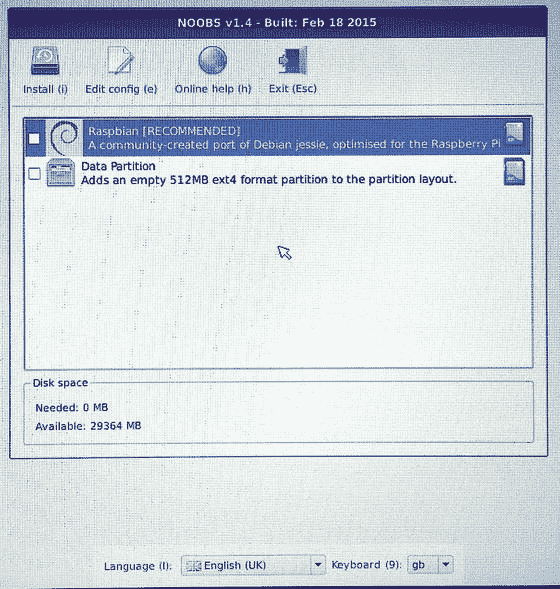 NOOBS v1.4 - Built: Feb 18 2015
Install (i)
Edit config (e)
Online help (h)
Exit (Esc)
Raspbian [RECOMMENDED]
A community-created port of Debian jessie, optimised for the Raspberry Pi
Data Partition
Adds an empty 512MB ext4 format partition to the partition layout.
Disk space
Needed: 0 MB
Available: 29364 MB
Language (l): English (UK) Keyboard (9): gb